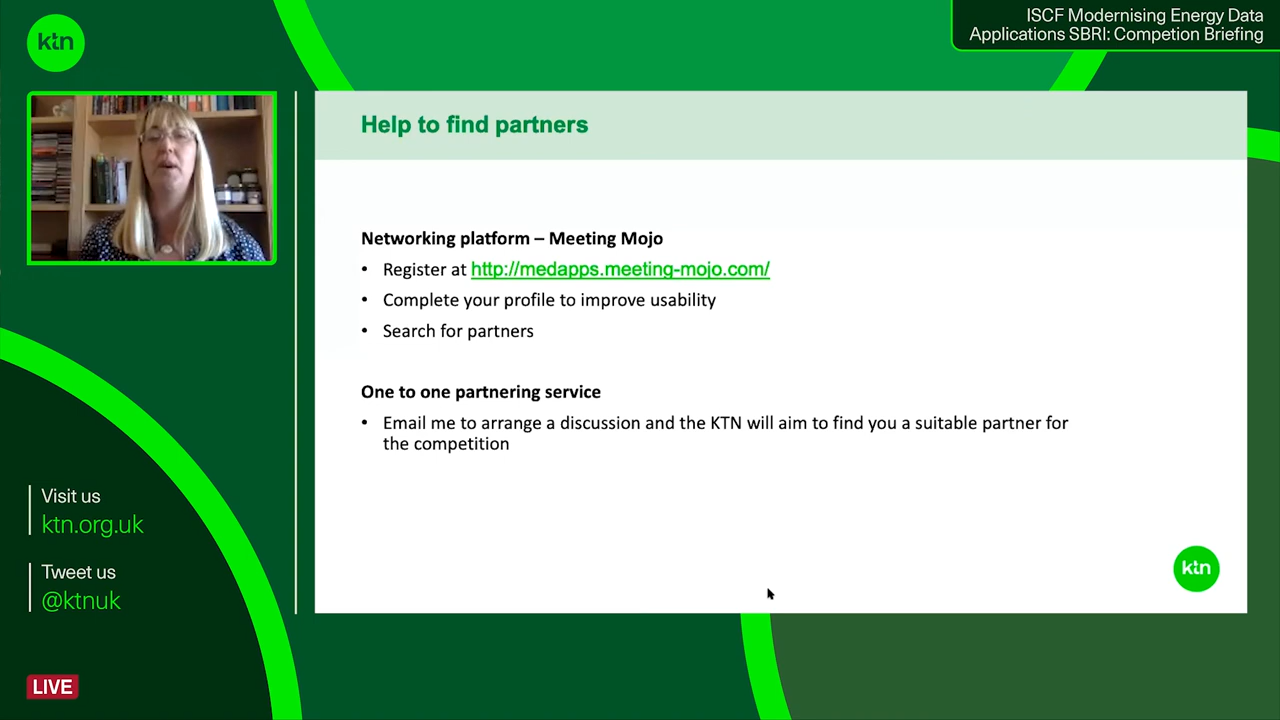 ktn
ISCF Modernising Energy Data
Applications SBRI: Competion Briefing
Help to find partners
Networking platform – Meeting Mojo
• Register at http://medapps.meeting-mojo.com/
• Complete your profile to improve usability
• Search for partners
One to one partnering service
• Email me to arrange a discussion and the KTN will aim to find you a suitable partner for
the competition
Visit us
ktn.org.uk
Tweet us
@ktnuk
ktn
LIVE